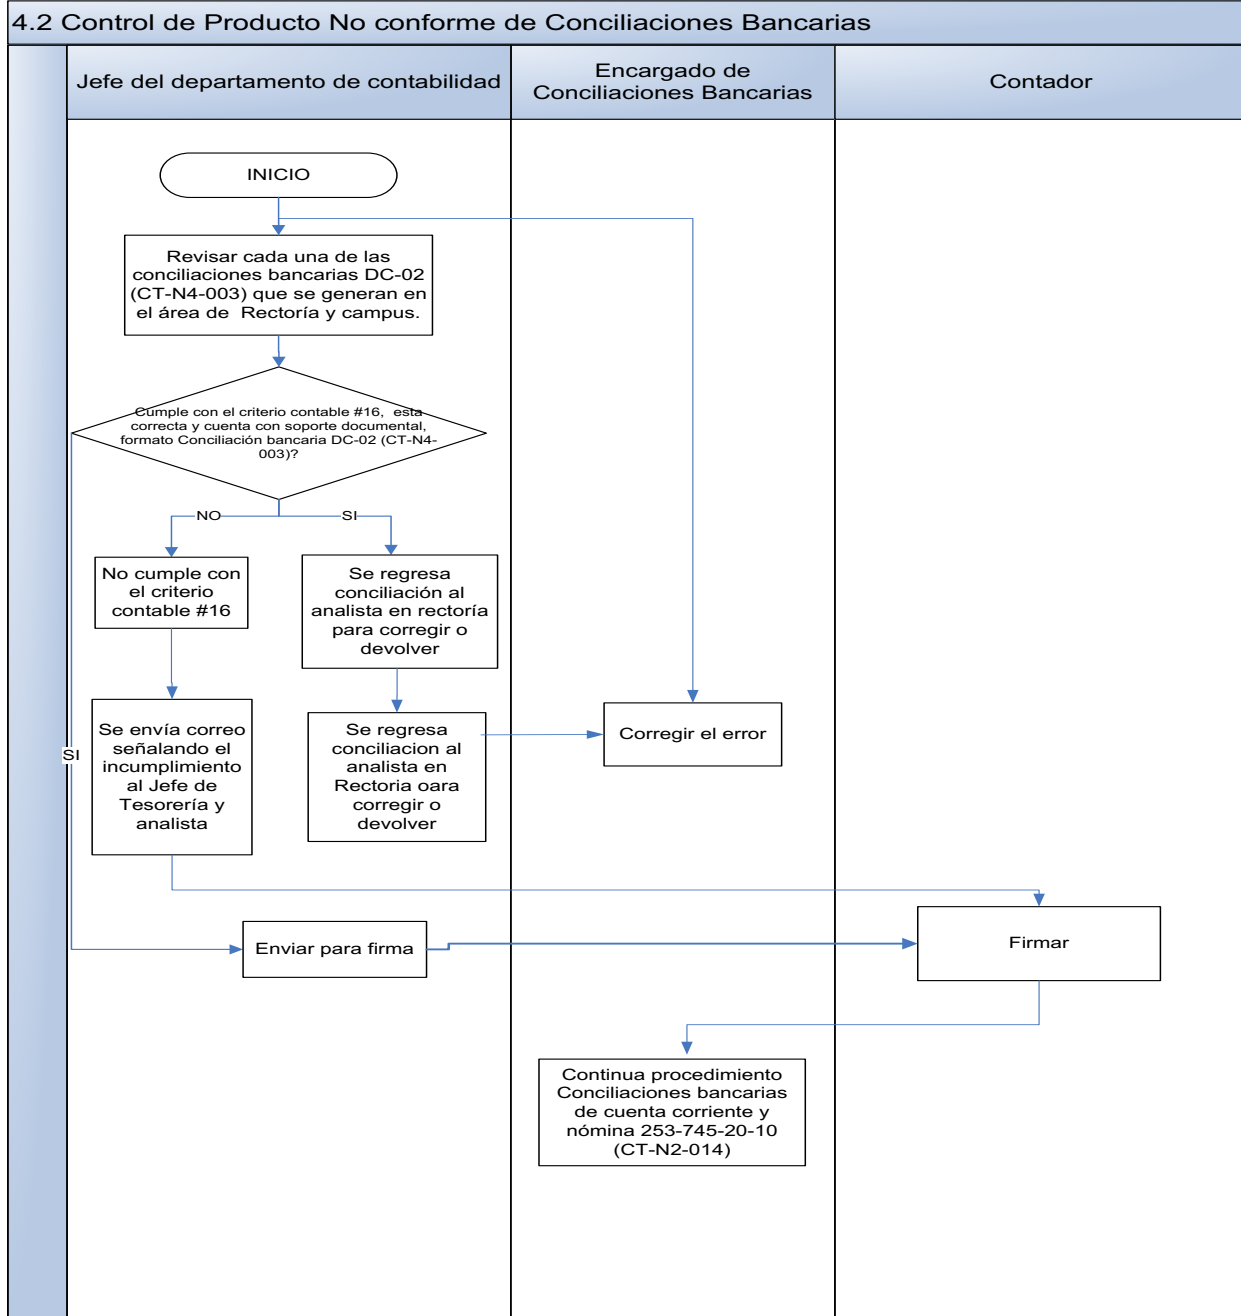 4.2 Control de Producto No conforme de Conciliaciones Bancarias
Jefe del departamento de contabilidad
Encargado de
Conciliaciones Bancarias
Contador
INICIO
Revisar cada una de las
conciliaciones bancarias DC-02
(CT-N4-003) que se generan en
el área de Rectoría y campus.
Cumple con el criterio contable #16, esta
correcta y cuenta con soporte documental,
formato Conciliación bancaria DC-02 (CT-N4-
003)?
NO
SI
No cumple con
el criterio
contable #16
Se regresa
conciliación al
analista en rectoría
para corregir o
devolver
SI
Se envía correo
señalando el
incumplimiento
al Jefe de
Tesorería y
analista
Se regresa
conciliacion al
analista en
Rectoria oara
corregir o
devolver
Corregir el error
Enviar para firma
Firmar
Continua procedimiento
Conciliaciones bancarias
de cuenta corriente y
nómina 253-745-20-10
(CT-N2-014)